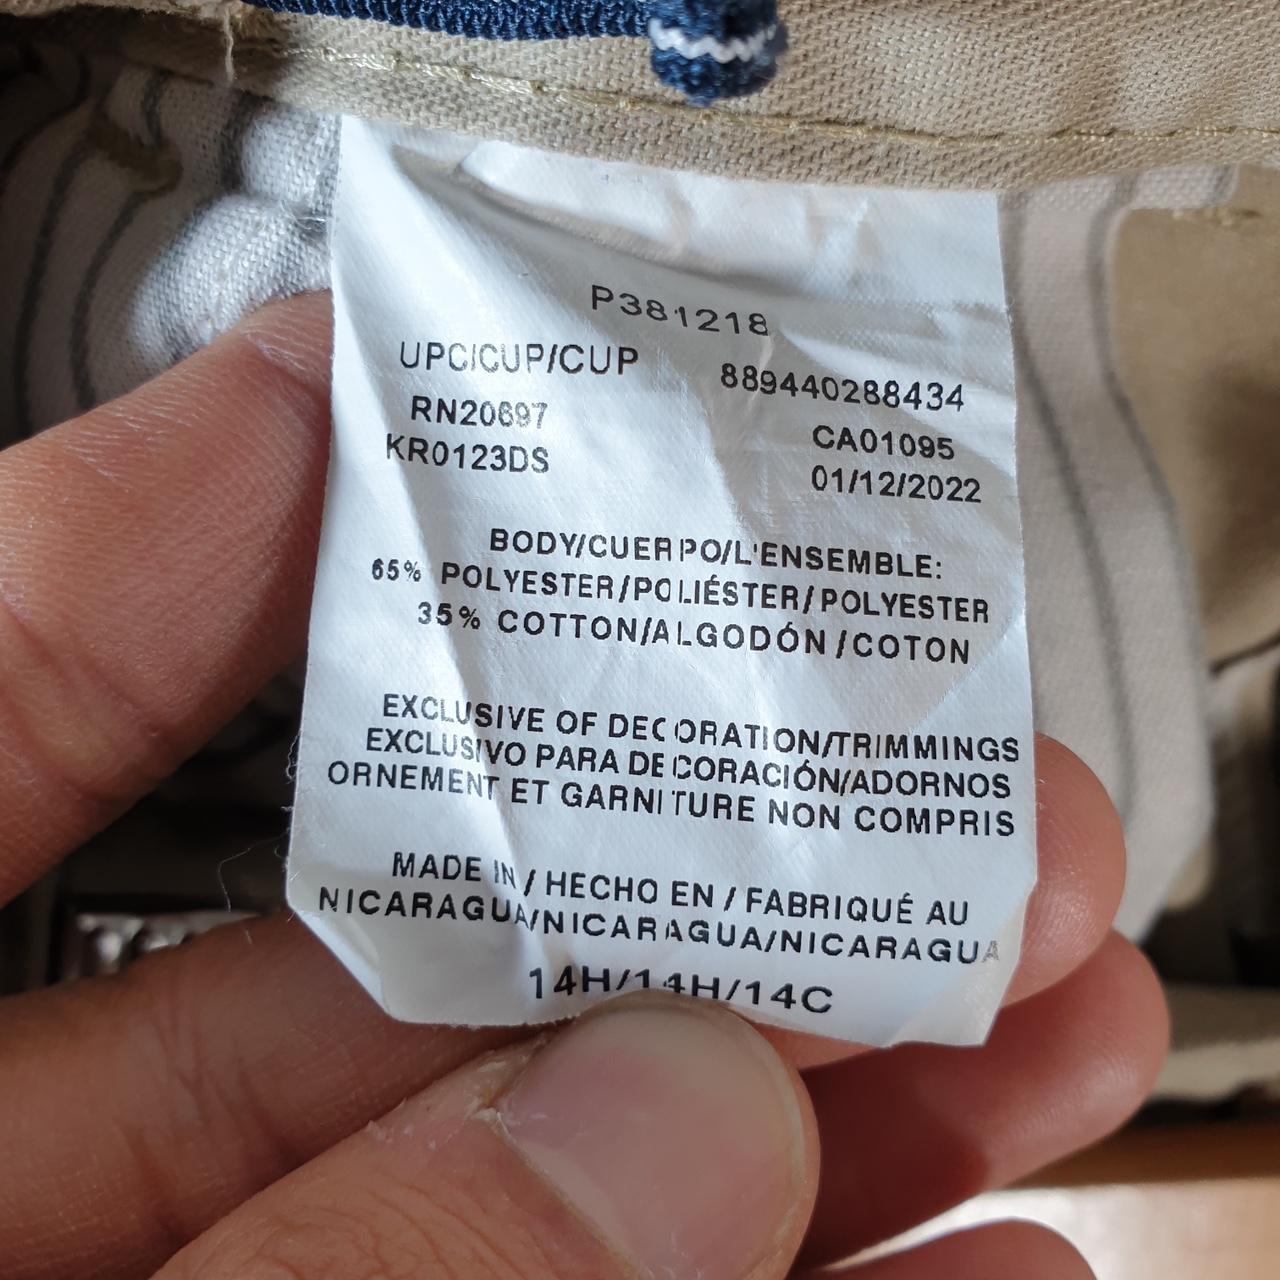 P381218
UPC/CUP/CUP 889440288434
RN20697 CA01095
KR0123DS 01/12/2022
BODY/CUERPO/L'ENSEMBLE:
65% POLYESTER/POLIÉSTER/POLYESTER
35% COTTON/ALGODÓN/COTON
EXCLUSIVE OF DECORATION/TRIMMINGS
EXCLUSIVO PARA DECORACIÓN/ADORNOS
ORNEMENT ET GARNITURE NON COMPRIS
MADE IN / HECHO EN / FABRIQUÉ AU
NICARAGUA/NICARAGUA/NICARAGUA
14H/14H/14C